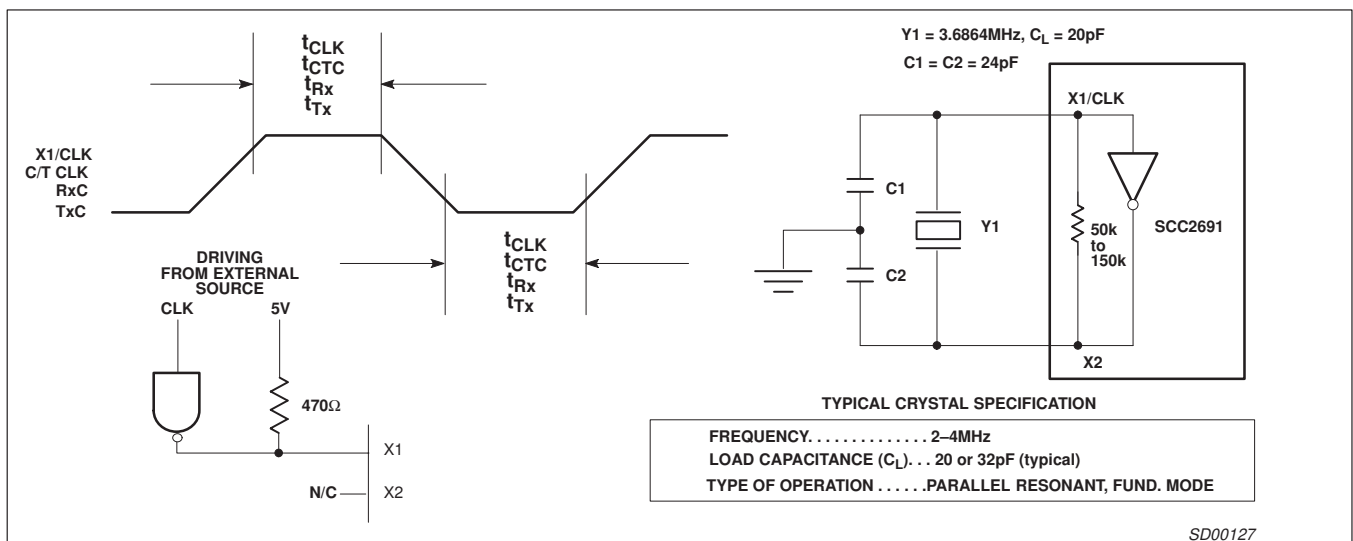 tCLK
tCTC
tRx
tTx
X1/CLK
C/T CLK
RxC
TxC
tCLK
tCTC
tRx
tTx
DRIVING
FROM EXTERNAL
SOURCE
CLK
5V
470Ω
X1
N/C
X2
Y1 = 3.6864MHz, CL = 20pF
C1 = C2 = 24pF
X1/CLK
C1
Y1
50k
to
150k
SCC2691
C2
X2
TYPICAL CRYSTAL SPECIFICATION
FREQUENCY. . . . . . . . . . . . . 2–4MHz
LOAD CAPACITANCE (CL). . . 20 or 32pF (typical)
TYPE OF OPERATION . . . . . .PARALLEL RESONANT, FUND. MODE
SD00127